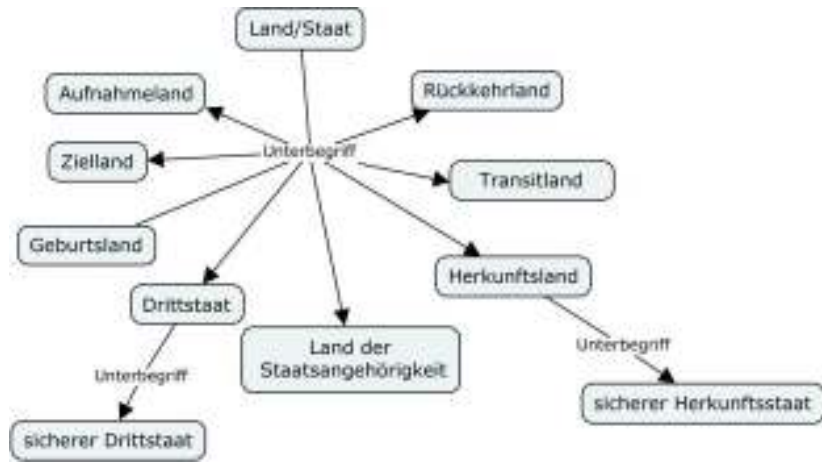 Land/Staat
Aufnahmeland
Rückkehrland
Unterbegriff
Zielland
Transitland
Geburtsland
Herkunftsland
Drittstaat
Land der
Staatsangehörigkeit
Unterbegriff
Unterbegriff
sicherer Herkunftsstaat
sicherer Drittstaat